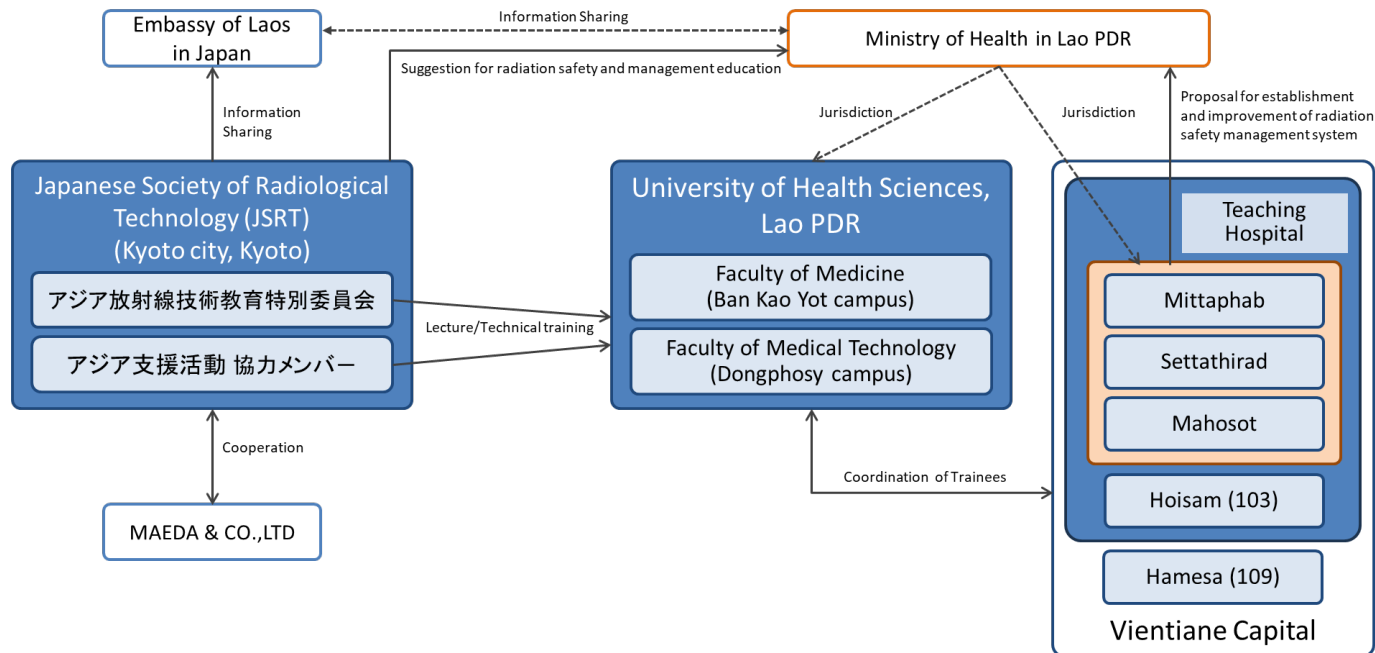 Embassy of Laos
in Japan
Information Sharing
Ministry of Health in Lao PDR
Suggestion for radiation safety and management education
Information
Sharing
Jurisdiction
Jurisdiction
Proposal for establishment
and improvement of radiation
safety management system
Japanese Society of Radiological
Technology (JSRT)
(Kyoto city, Kyoto)
アジア放射線技術教育特別委員会
アジア支援活動 協力メンバー
Lecture/Technical training
University of Health Sciences,
Lao PDR
Faculty of Medicine
(Ban Kao Yot campus)
Faculty of Medical Technology
(Dongphosy campus)
Teaching
Hospital
Mittaphab
Settathirad
Mahosot
Hoisam (103)
Hamesa (109)
Vientiane Capital
Cooperation
Coordination of Trainees
MAEDA & CO.,LTD